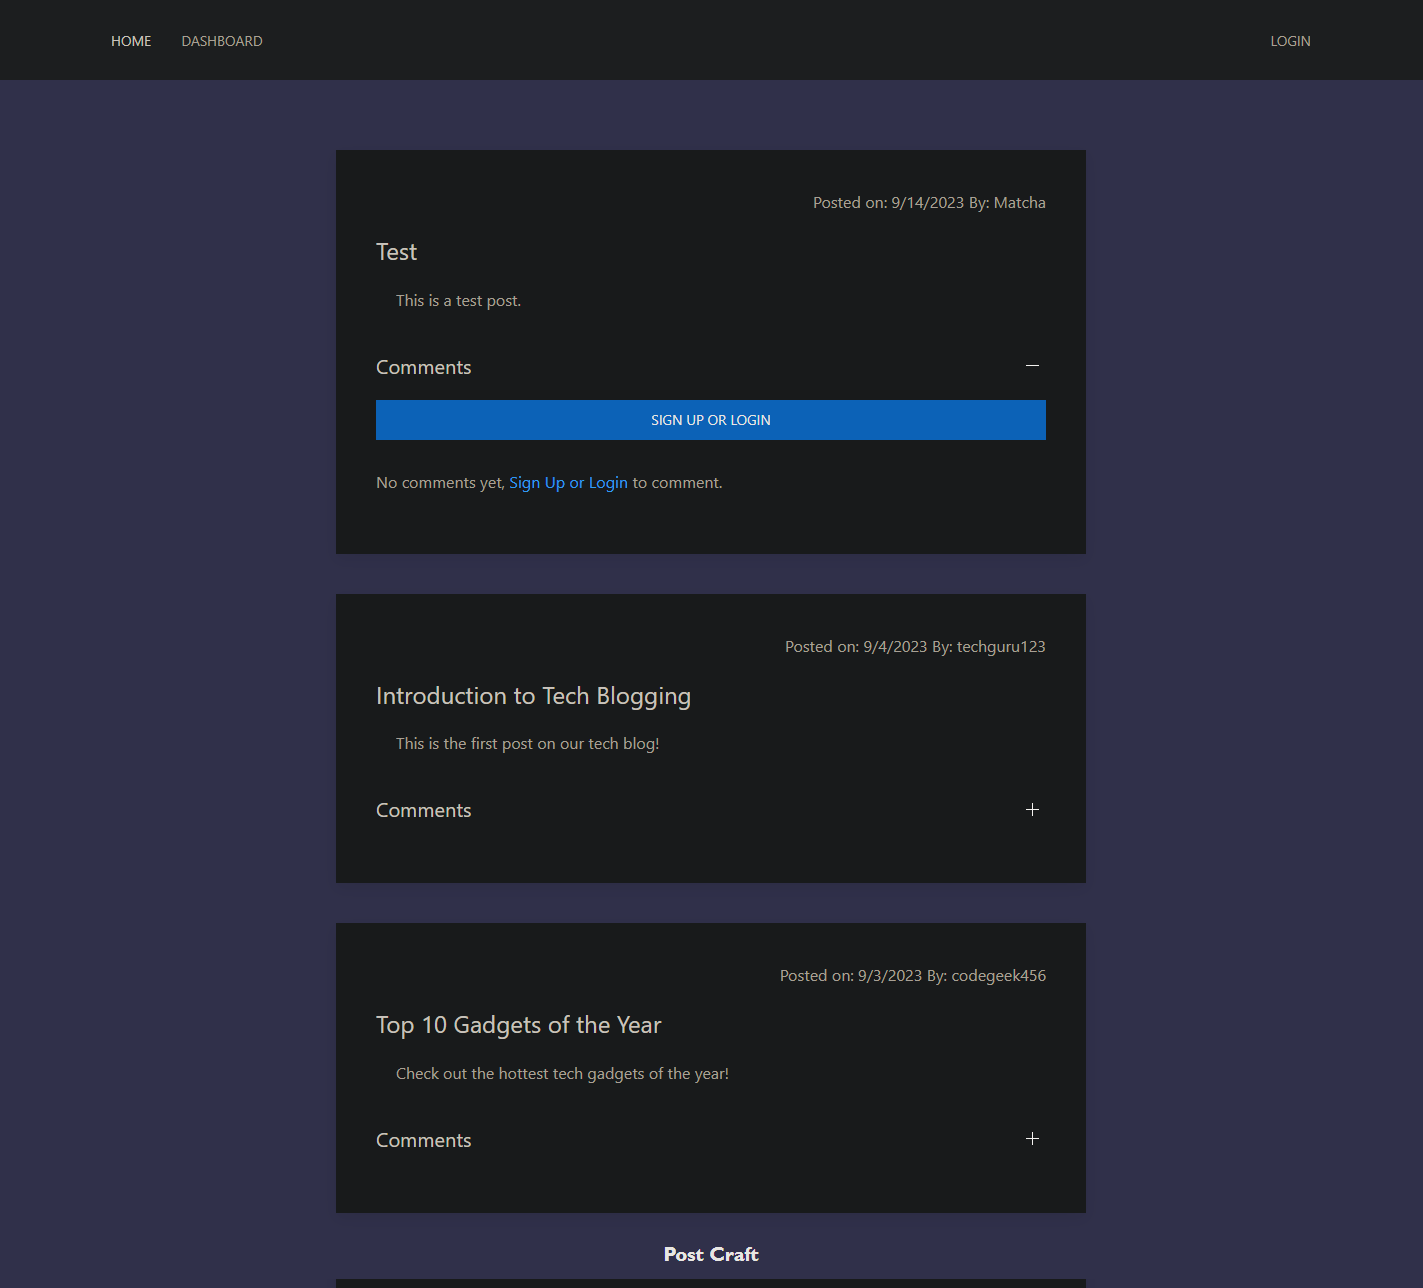 HOME DASHBOARD LOGIN
Posted on: 9/14/2023 By: Matcha
Test
This is a test post.
Comments
SIGN UP OR LOGIN
No comments yet, Sign Up or Login to comment.
Posted on: 9/4/2023 By: techguru123
Introduction to Tech Blogging
This is the first post on our tech blog!
Comments
Posted on: 9/3/2023 By: codegeek456
Top 10 Gadgets of the Year
Check out the hottest tech gadgets of the year!
Comments
Post Craft